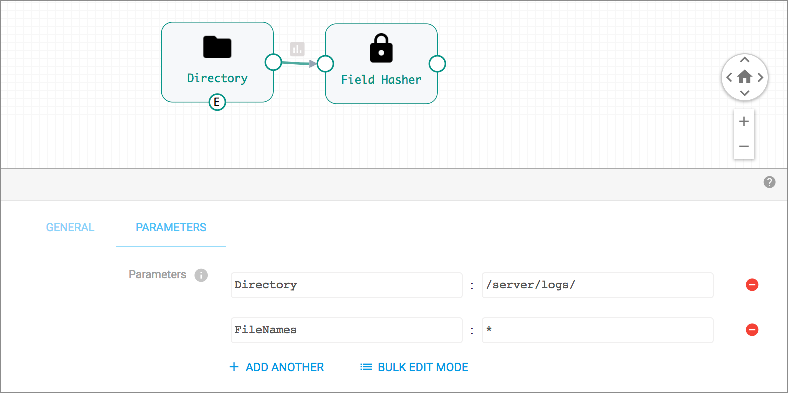 Directory
Field Hasher
E
GENERAL PARAMETERS
Parameters
Directory : /server/logs/
FileNames : *
ADD ANOTHER BULK EDIT MODE